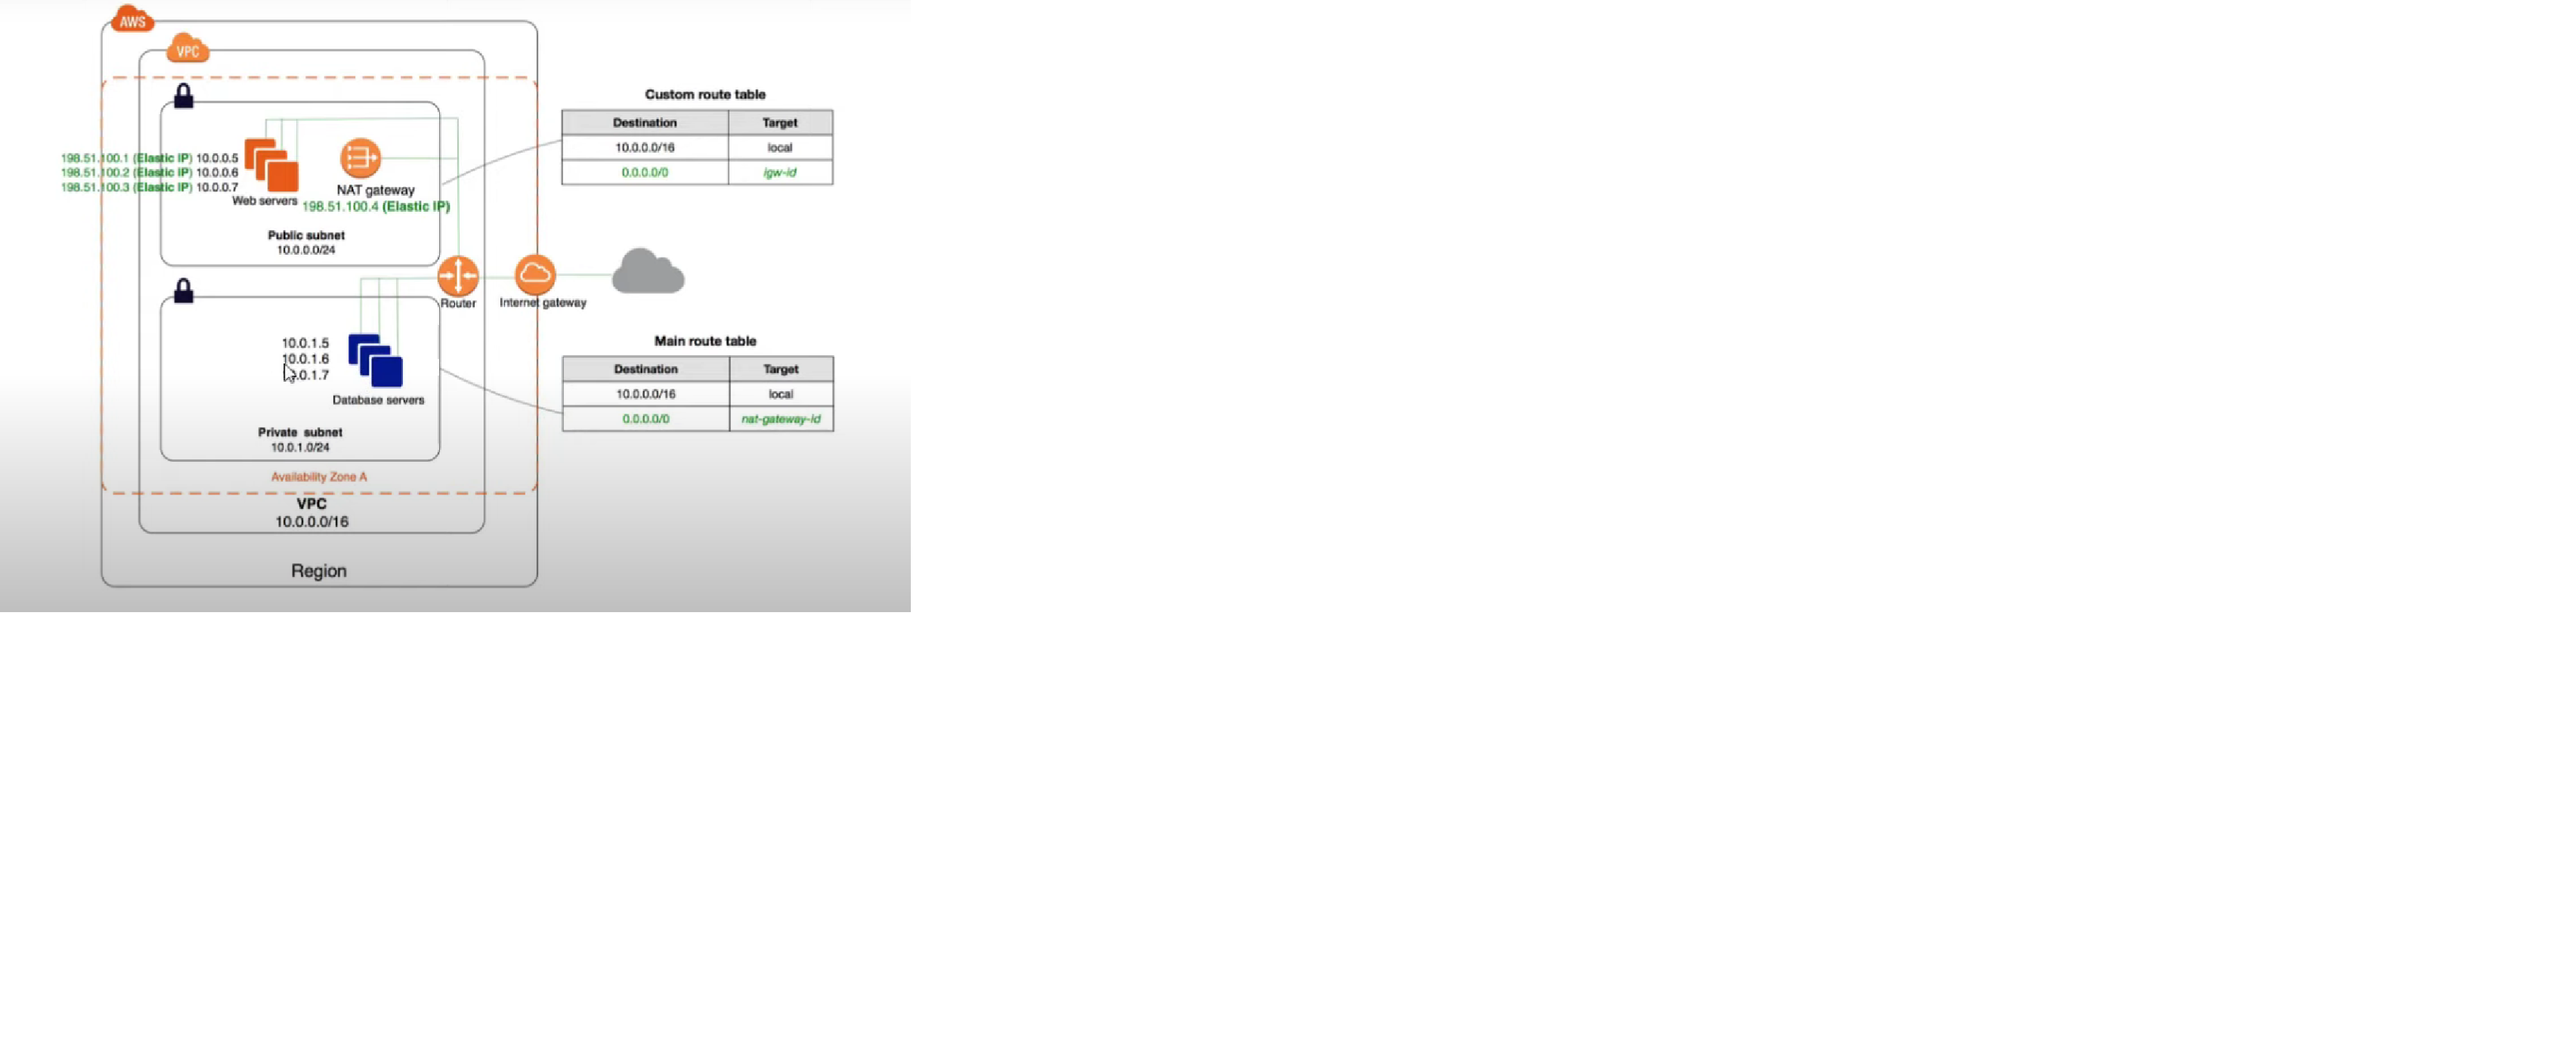 AWS
VPC
198.51.100.1 (Elastic IP) 10.0.0.5
198.51.100.2 (Elastic IP) 10.0.0.6
198.51.100.3 (Elastic IP) 10.0.0.7
Web servers
NAT gateway
198.51.100.4 (Elastic IP)
Public subnet
10.0.0.0/24
Custom route table
Destination Target
10.0.0.0/16 local
0.0.0.0/0 igw-id
Router
Internet gateway
10.0.1.5
10.0.1.6
.0.1.7
Database servers
Private subnet
10.0.1.0/24
Main route table
Destination Target
10.0.0.0/16 local
0.0.0.0/0 nat-gateway-id
Availability Zone A
VPC
10.0.0.0/16
Region